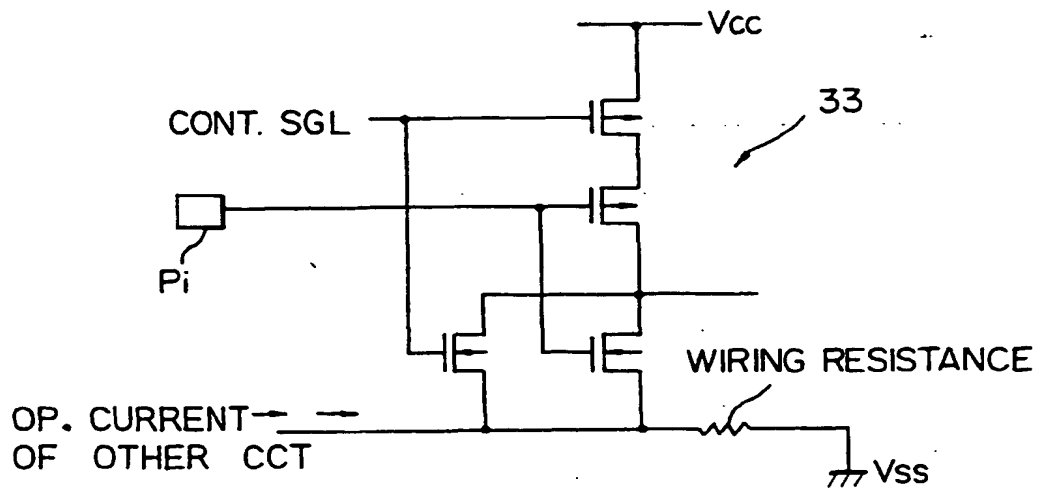 Vcc
33
CONT. SGL
Pi
WIRING RESISTANCE
OP. CURRENT
OF OTHER CCT
Vss